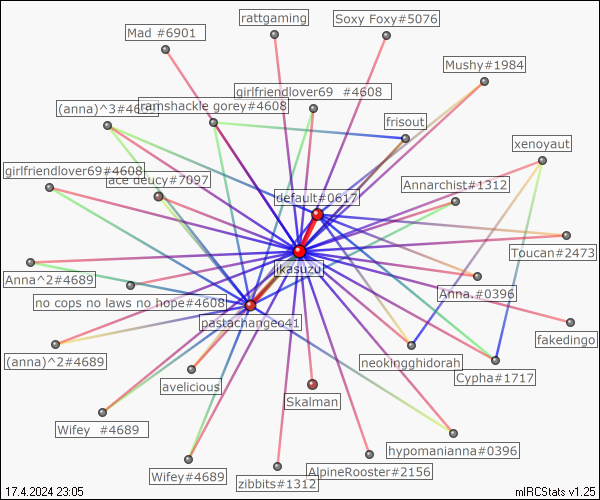 rattgaming
Soxy Foxy#5076
Mad #6901
Mushy#1984
girlfriendlover69 #4608
(anna)^3#4689
ramshackle gorey#4608
frisout
xenoyaut
girlfriendlover69#4608
ace deucy#7097
Annarchist#1312
default#0617
Toucan#2473
jkasuzu
Anna^2#4689
Anna.#0396
no cops no laws no hope#4608
pastachangeo41
fakedingo
(anna)^2#4689
neokingghidorah
Cypha#1717
avelicious
Skalman
Wifey #4689
hypomanianna#0396
Wifey#4689
AlpineRooster#2156
zibbits#1312
17.4.2024 23:05
mIRCStats v1.25